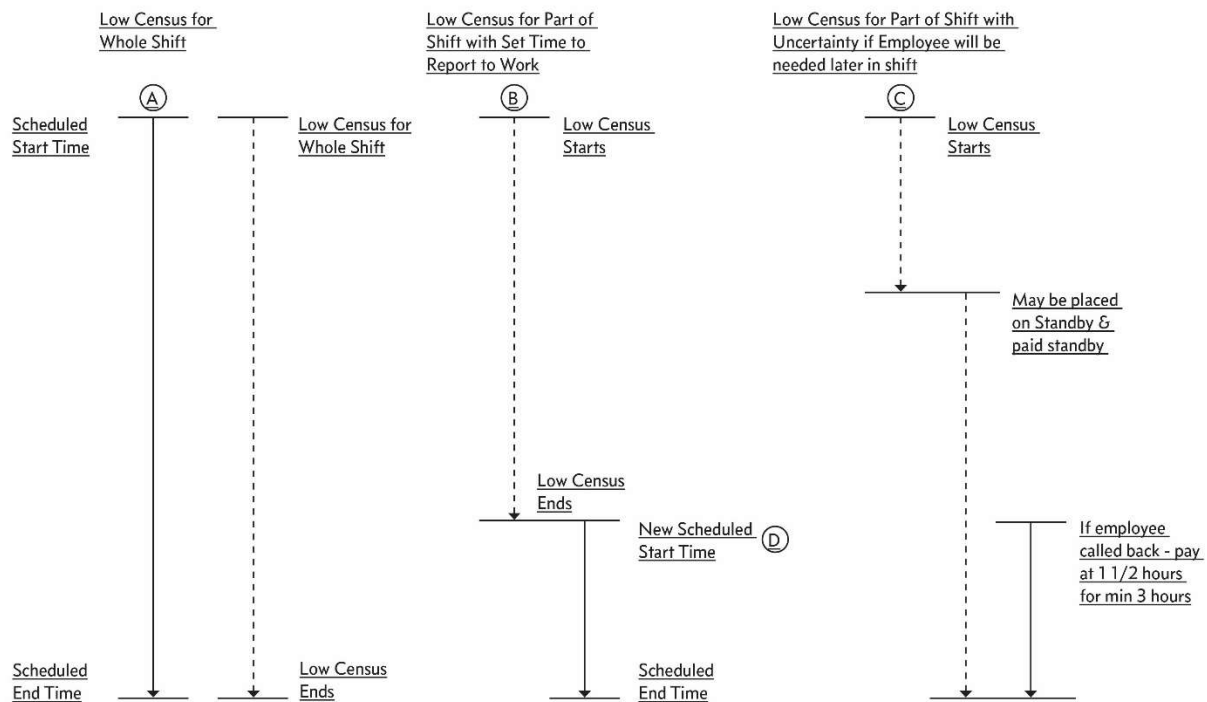 Low Census for
Whole Shift
Low Census for Part of
Shift with Set Time to
Report to Work
Low Census for Part of Shift with
Uncertainty if Employee will be
needed later in shift
A
B
C
Scheduled
Start Time
Low Census for
Whole Shift
Low Census
Starts
Low Census
Starts
May be placed
on Standby &
paid standby
Low Census
Ends
New Scheduled
Start Time
D
If employee
called back - pay
at 1 1/2 hours
for min 3 hours
Scheduled
End Time
Low Census
Ends
Scheduled
End Time